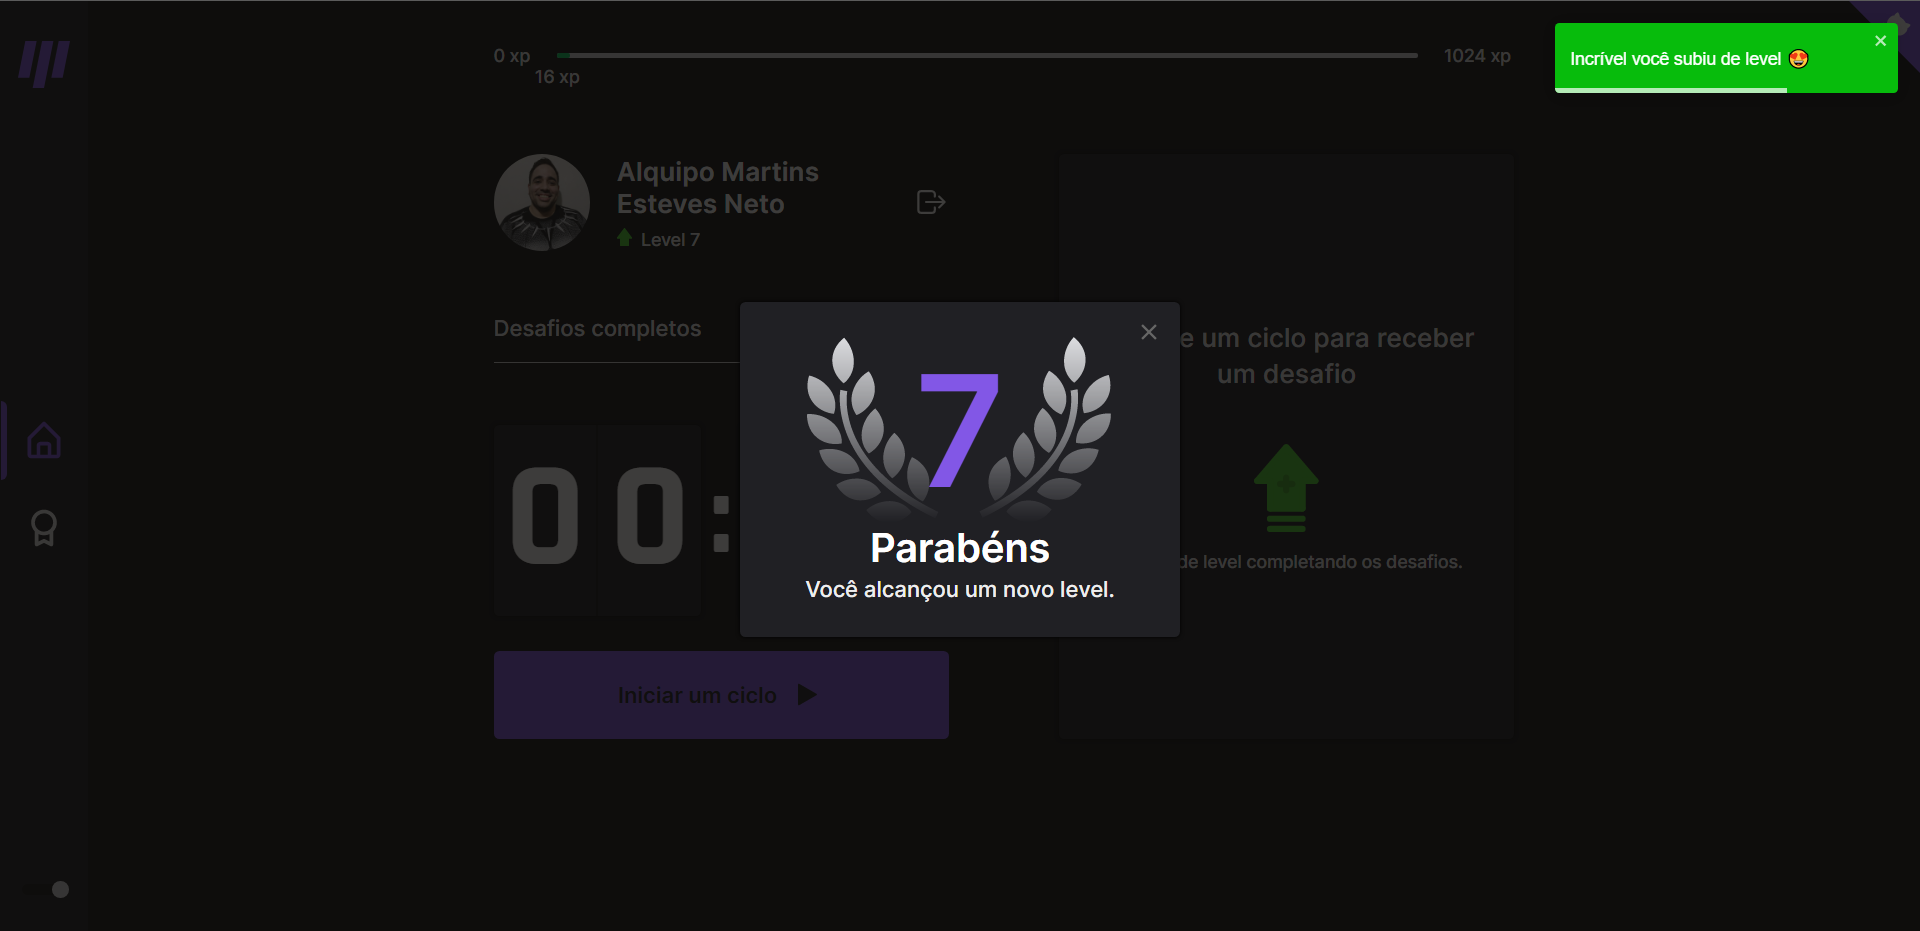 0 xp
1024 xp
16 xp
Incrível você subiu de level 😍
Alquipo Martins
Esteves Neto
Level 7
Desafios completos
7
Parabéns
Você alcançou um novo level.
e um ciclo para receber
um desafio
de level completando os desafios.
00:
Iniciar um ciclo